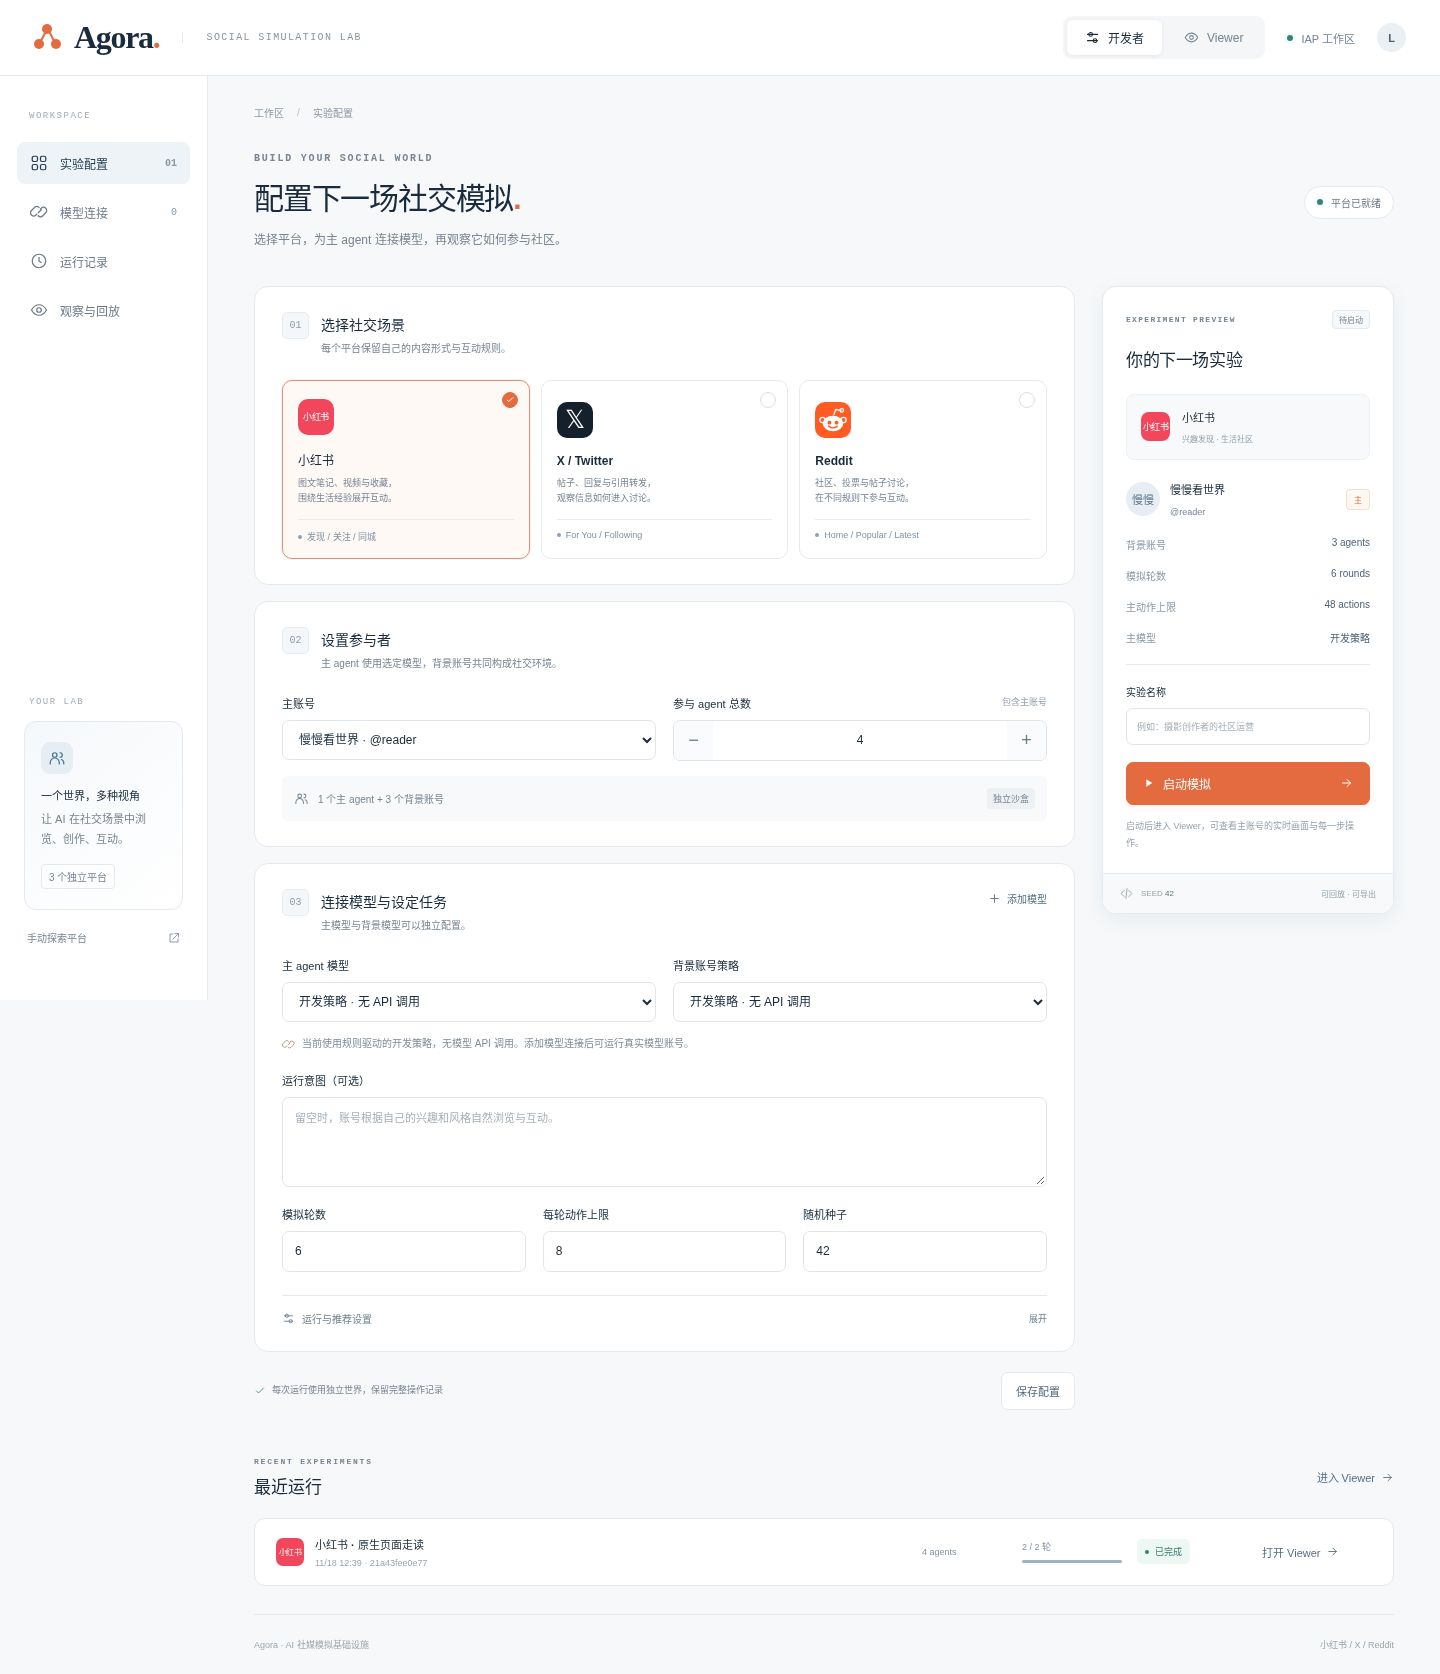 Agora.
SOCIAL SIMULATION LAB
开发者
Viewer
IAP 工作区
L
WORKSPACE
实验配置 01
模型连接 0
运行记录
观察与回放
YOUR LAB
一个世界，多种视角
让 AI 在社交场景中浏
览、创作、互动。
3 个独立平台
手动探索平台
工作区 / 实验配置
BUILD YOUR SOCIAL WORLD
配置下一场社交模拟.
选择平台，为主 agent 连接模型，再观察它如何参与社区。
平台已就绪
01 选择社交场景
每个平台保留自己的内容形式与互动规则。
小红书
小红书
图文笔记、视频与收藏，
围绕生活经验展开互动。
发现 / 关注 / 同城
X / Twitter
帖子、回复与引用转发，
观察信息如何进入讨论。
For You / Following
Reddit
社区、投票与帖子讨论，
在不同规则下参与互动。
Home / Popular / Latest
02 设置参与者
主 agent 使用选定模型，背景账号共同构成社交环境。
主账号
慢慢看世界 · @reader
参与 agent 总数 包含主账号
− 4 +
1 个主 agent + 3 个背景账号 独立沙盒
03 连接模型与设定任务
主模型与背景模型可以独立配置。
添加模型
主 agent 模型
开发策略 · 无 API 调用
背景账号策略
开发策略 · 无 API 调用
当前使用规则驱动的开发策略，无模型 API 调用。添加模型连接后可运行真实模型账号。
运行意图（可选）
留空时，账号根据自己的兴趣和风格自然浏览与互动。
模拟轮数
6
每轮动作上限
8
随机种子
42
运行与推荐设置 展开
每次运行使用独立世界，保留完整操作记录
保存配置
EXPERIMENT PREVIEW 待启动
你的下一场实验
小红书
小红书
兴趣发现 · 生活社区
慢慢
慢慢看世界
@reader
主
背景账号 3 agents
模拟轮数 6 rounds
主动作上限 48 actions
主模型 开发策略
实验名称
例如：摄影创作者的社区运营
启动模拟
启动后进入 Viewer，可查看主账号的实时画面与每一步操
作。
SEED 42 可回放 · 可导出
RECENT EXPERIMENTS
最近运行
进入 Viewer
小红书
小红书 · 原生页面走读
11/18 12:39 · 21a43fee0e77
4 agents
2 / 2 轮
已完成
打开 Viewer
Agora · AI 社媒模拟基础设施
小红书 / X / Reddit